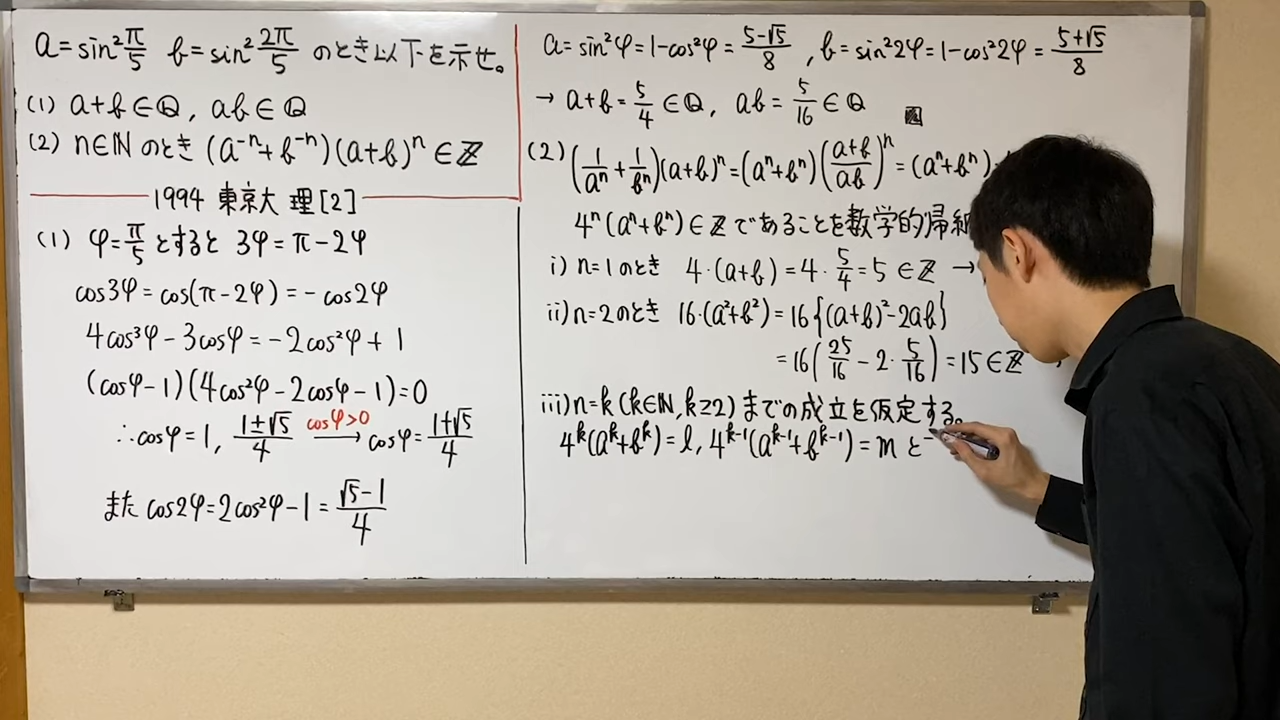 a=sin²π/5 b=sin²2π/5 のとき以下を示せ。
(1) a+b∈ℚ, ab∈ℚ
(2) n∈ℕのとき (a⁻ⁿ+b⁻ⁿ)(a+b)ⁿ∈ℤ
1994 東京大 理[2]
(1) φ=π/5とすると 3φ=π-2φ
cos3φ=cos(π-2φ)=-cos2φ
4cos³φ-3cosφ=-2cos²φ+1
(cosφ-1)(4cos²φ-2cosφ-1)=0
∴cosφ=1, (1±√5)/4 cosφ>0→ cosφ=(1+√5)/4
また cos2φ=2cos²φ-1=(√5-1)/4
a=sin²φ=1-cos²φ=(5-√5)/8, b=sin²2φ=1-cos²2φ=(5+√5)/8
→ a+b=5/4∈ℚ, ab=5/16∈ℚ
(2) (1/aⁿ+1/bⁿ)(a+b)ⁿ=(aⁿ+bⁿ)((a+b)/ab)ⁿ=(aⁿ+bⁿ)
4ⁿ(aⁿ+bⁿ)∈ℤであることを数学的帰納
i) n=1のとき 4·(a+b)=4·5/4=5∈ℤ →
ii) n=2のとき 16·(a²+b²)=16{(a+b)²-2ab}
=16(25/16-2·5/16)=15∈ℤ
iii) n=k(k∈ℕ,k≧2)までの成立を仮定する。
4ᵏ(aᵏ+bᵏ)=l, 4ᵏ⁻¹(aᵏ⁻¹+bᵏ⁻¹)=m と